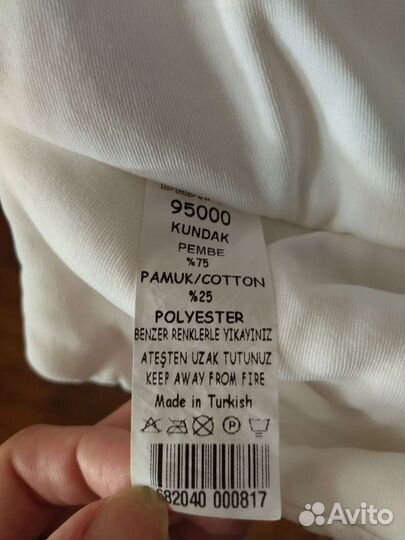 95000
KUNDAK
PEMBE
%75
PAMUK/COTTON
%25
POLYESTER
BENZER RENKLERLE YIKAYINIZ
ATEŞTEN UZAK TUTUNUZ
KEEP AWAY FROM FIRE
Made in Turkish
682040 000817
Avito